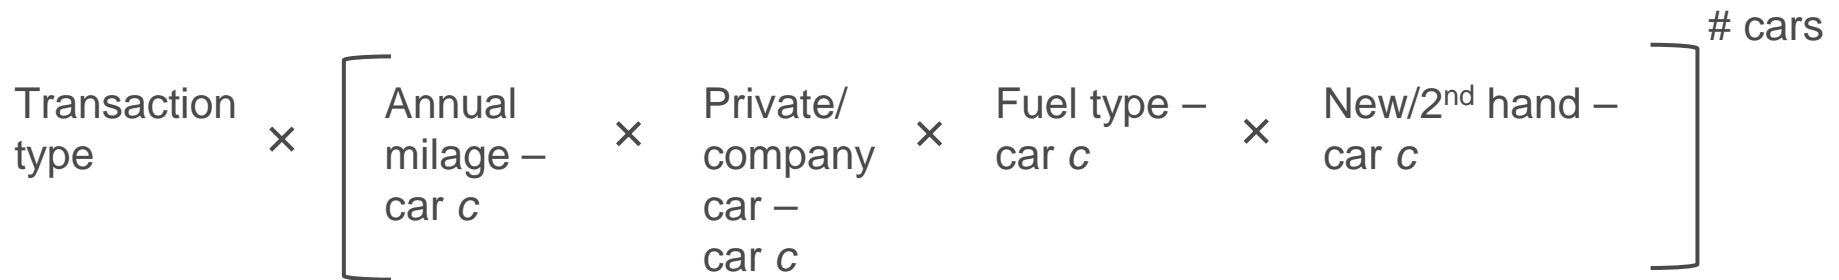 # cars
Transaction type × [ Annual milage – car c × Private/ company car – car c × Fuel type – car c × New/2nd hand – car c ]